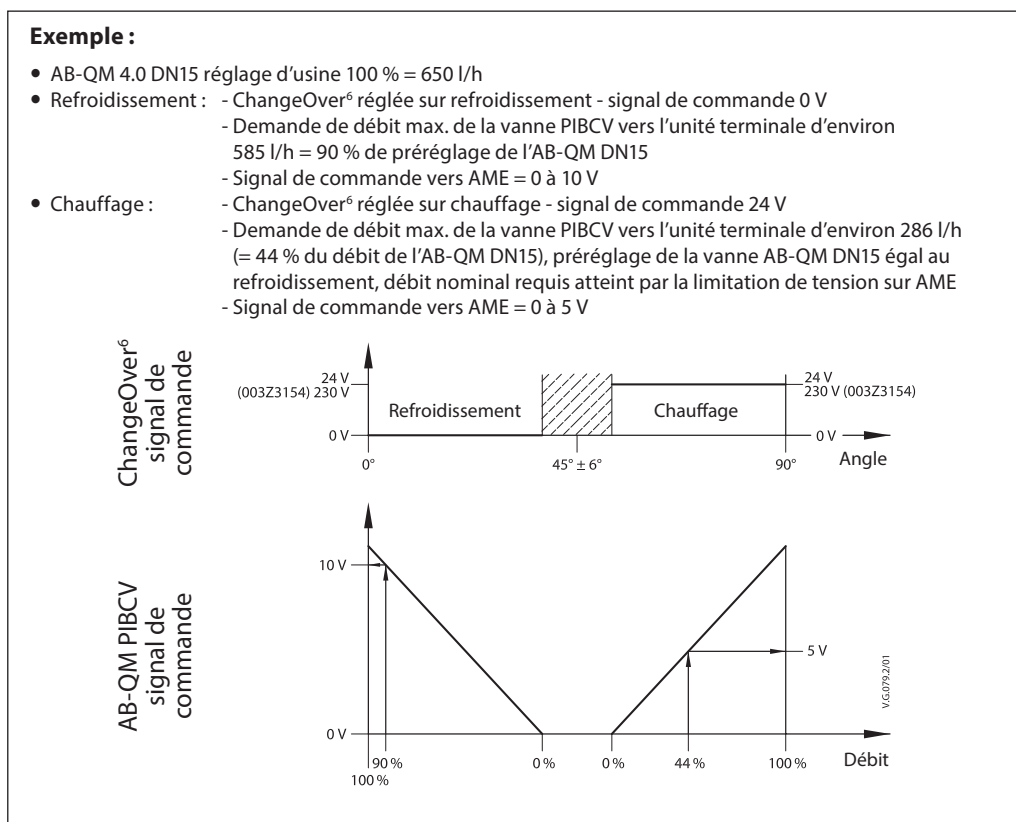 Exemple :
• AB-QM 4.0 DN15 réglage d’usine 100 % = 650 l/h
• Refroidissement : - ChangeOver⁶ réglée sur refroidissement - signal de commande 0 V
- Demande de débit max. de la vanne PIBCV vers l’unité terminale d’environ
585 l/h = 90 % de préréglage de l’AB-QM DN15
- Signal de commande vers AME = 0 à 10 V
• Chauffage : - ChangeOver⁶ réglée sur chauffage - signal de commande 24 V
- Demande de débit max. de la vanne PIBCV vers l’unité terminale d’environ 286 l/h
(= 44 % du débit de l’AB-QM DN15), préréglage de la vanne AB-QM DN15 égal au
refroidissement, débit nominal requis atteint par la limitation de tension sur AME
- Signal de commande vers AME = 0 à 5 V
ChangeOver⁶
signal de
commande
24 V
(003Z3154) 230 V
0 V
Refroidissement
Chauffage
24 V
230 V (003Z3154)
0 V
0°
45° ± 6°
90°
Angle
AB-QM PIBCV
signal de
commande
10 V
0 V
5 V
90 %
100 %
0 %
0 %
44 %
100 %
Débit
V.G.079.2/01